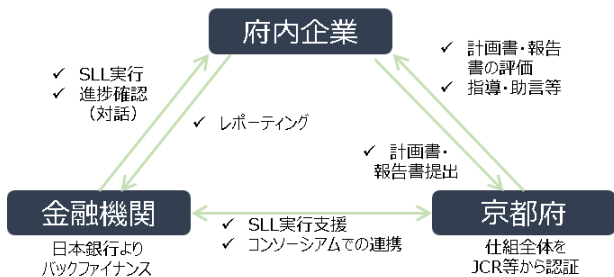 府内企業
✓ SLL実行
✓ 進捗確認
（対話）
✓ 計画書・報告
書の評価
✓ 指導・助言等
✓ レポーティング
✓ 計画書・
報告書提出
金融機関
京都府
日本銀行より
バックファイナンス
✓ SLL実行支援
✓ コンソーシアムでの連携
仕組全体を
JCR等から認証